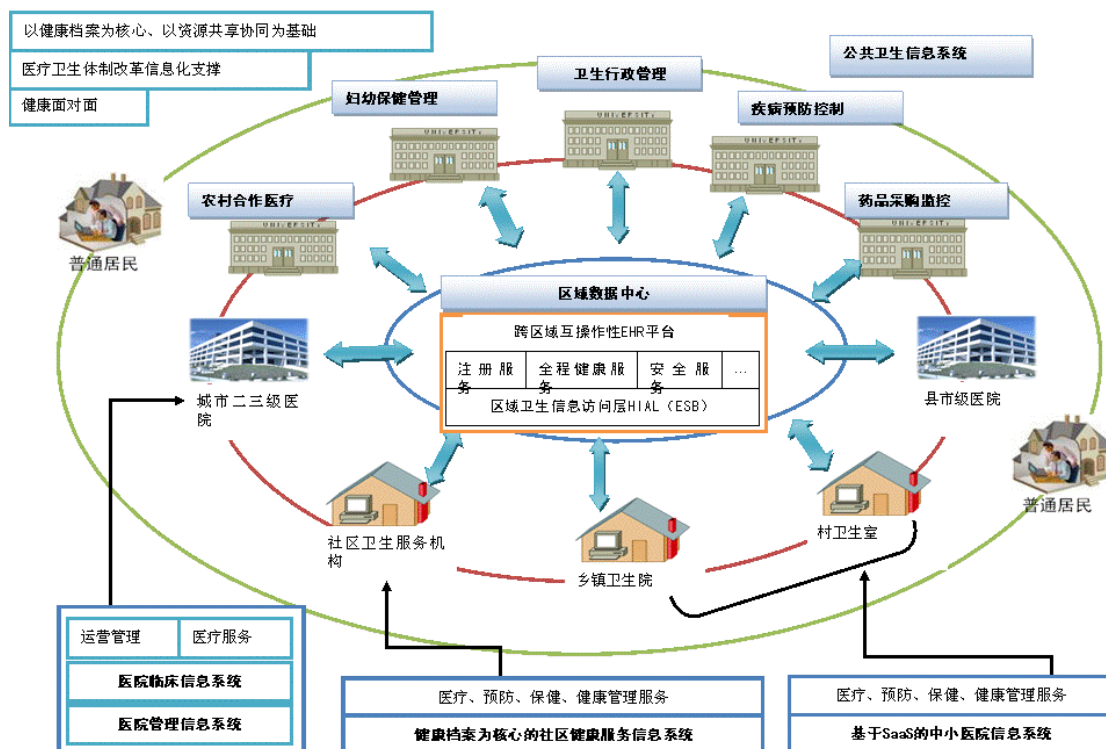 以健康档案为核心、以资源共享协同为基础
医疗卫生体制改革信息化支撑
健康面对面
公共卫生信息系统
卫生行政管理
妇幼保健管理
疾病预防控制
农村合作医疗
药品采购监控
UNIVERSITY
UNIVERSITY
UNIVERSITY
UNIVERSITY
UNIVERSITY
普通居民
区域数据中心
跨区域互操作性EHR平台
注册服务
全程健康服务
安全服务
...
区域卫生信息访问层HIAL（ESB）
城市二三级医
院
县市级医院
普通居民
社区卫生服务机
构
乡镇卫生院
村卫生室
运营管理
医疗服务
医院临床信息系统
医院管理信息系统
医疗、预防、保健、健康管理服务
健康档案为核心的社区健康服务信息系统
医疗、预防、保健、健康管理服务
基于SaaS的中小医院信息系统